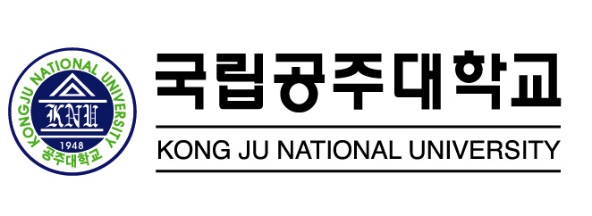 KONGJU NATIONAL UNIVERSITY
KNU
1948
공주대학교
국립공주대학교
KONG JU NATIONAL UNIVERSITY